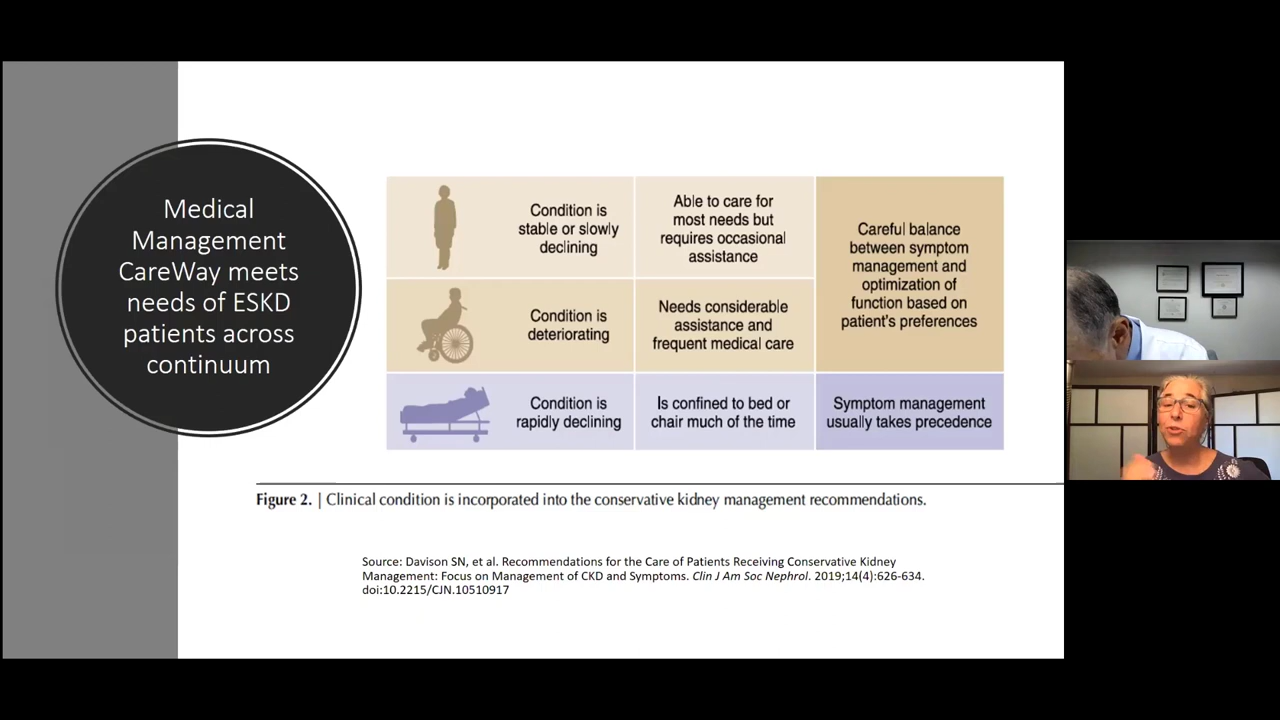 Medical
Management
CareWay meets
needs of ESKD
patients across
continuum
Condition is
stable or slowly
declining
Able to care for
most needs but
requires occasional
assistance
Careful balance
between symptom
management and
optimization of
function based on
patient's preferences
Condition is
deteriorating
Needs considerable
assistance and
frequent medical care
Condition is
rapidly declining
Is confined to bed or
chair much of the time
Symptom management
usually takes precedence
Figure 2. | Clinical condition is incorporated into the conservative kidney management recommendations.
Source: Davison SN, et al. Recommendations for the Care of Patients Receiving Conservative Kidney
Management: Focus on Management of CKD and Symptoms. Clin J Am Soc Nephrol. 2019;14(4):626-634.
doi:10.2215/CJN.10510917